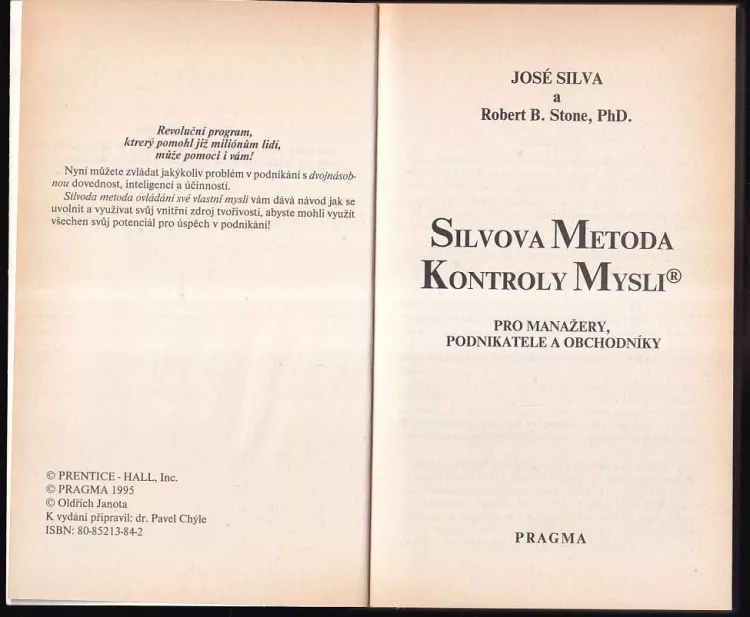 Revoluční program,
ktrerý pomohl již miliónům lidí,
může pomoci i vám!
Nyní můžete zvládat jakýkoliv problém v podnikání s dvojnásob-
nou dovednost, inteligencí a účinností.
Silvoda metoda ovládání své vlastní mysli vám dává návod jak se
uvolnit a využívat svůj vnitřní zdroj tvořivosti, abyste mohli využít
všechen svůj potenciál pro úspěch v podnikání!
© PRENTICE - HALL, Inc.
© PRAGMA 1995
© Oldřich Janota
K vydání připravil: dr. Pavel Chýle
ISBN: 80-85213-84-2
JOSÉ SILVA
a
Robert B. Stone, PhD.
SILVOVA METODA
KONTROLY MYSLI®
PRO MANAŽERY,
PODNIKATELE A OBCHODNÍKY
PRAGMA